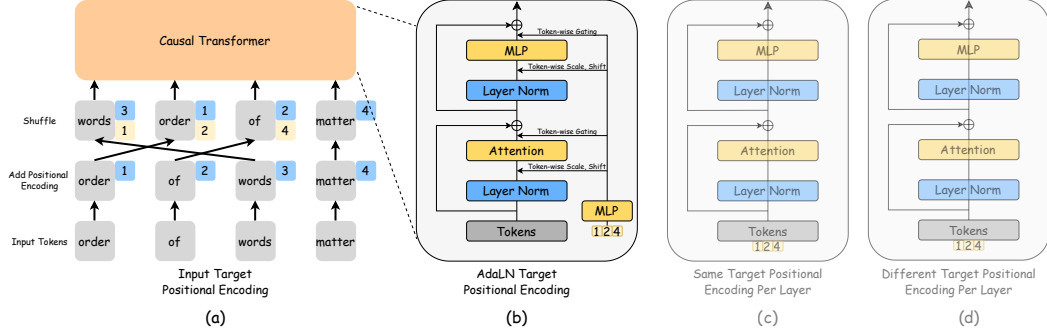 Causal Transformer
Shuffle
words 3 1
order 1 2
of 2 4
matter 4
Add Positional
Encoding
order 1
of 2
words 3
matter 4
Input Tokens
order
of
words
matter
Input Target
Positional Encoding
(a)
Token-wise Gating
MLP
Token-wise Scale, Shift
Layer Norm
Token-wise Gating
Attention
Token-wise Scale, Shift
Layer Norm
MLP
Tokens
1 2 4
AdaLN Target
Positional Encoding
(b)
MLP
Layer Norm
Attention
Layer Norm
Tokens
1 2 4
Same Target Positional
Encoding Per Layer
(c)
MLP
Layer Norm
Attention
Layer Norm
Tokens
1 2 4
Different Target Positional
Encoding Per Layer
(d)